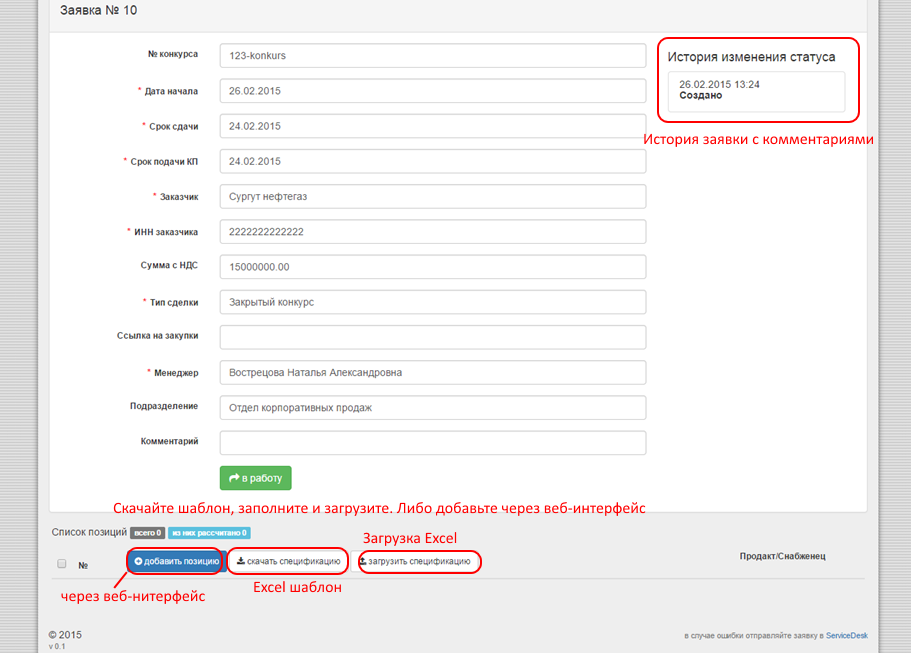 Заявка № 10
№ конкурса 123-konkurs
* Дата начала 26.02.2015
* Срок сдачи 24.02.2015
* Срок подачи КП 24.02.2015
* Заказчик Сургут нефтегаз
* ИНН заказчика 2222222222222
Сумма с НДС 15000000.00
* Тип сделки Закрытый конкурс
Ссылка на закупки
* Менеджер Вострецова Наталья Александровна
Подразделение Отдел корпоративных продаж
Комментарий
в работу
История изменения статуса
26.02.2015 13:24
Создано
История заявки с комментариями
Скачайте шаблон, заполните и загрузите. Либо добавьте через веб-интерфейс
Список позиций всего 0 из них рассчитано 0
Загрузка Excel
№ добавить позицию скачать спецификацию загрузить спецификацию Продакт/Снабженец
через веб-нитерфейс
Excel шаблон
© 2015
v 0.1
в случае ошибки отправляйте заявку в ServiceDesk